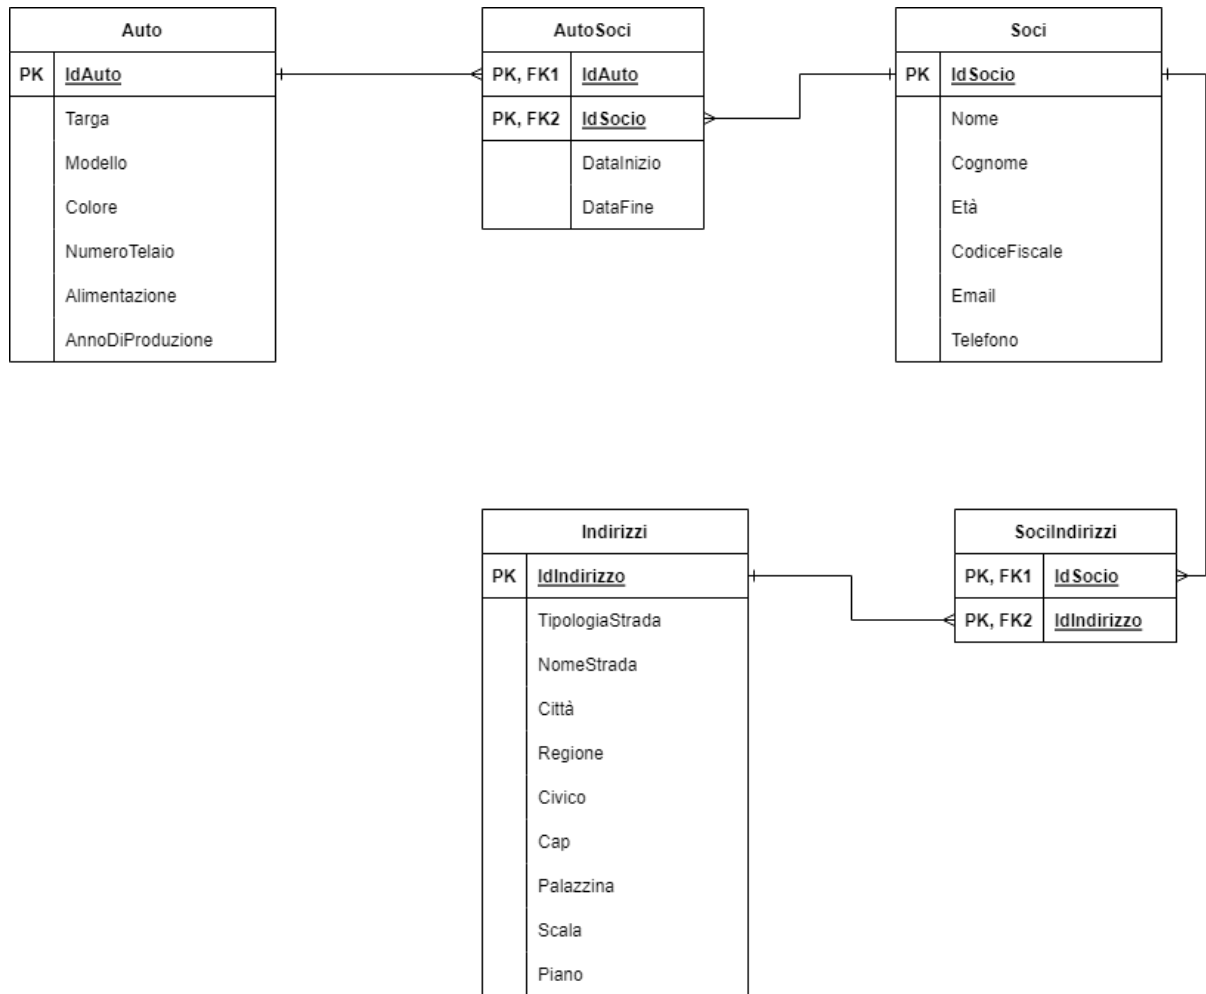 Auto
PK IdAuto
Targa
Modello
Colore
NumeroTelaio
Alimentazione
AnnoDiProduzione
AutoSoci
PK, FK1 IdAuto
PK, FK2 IdSocio
DataInizio
DataFine
Soci
PK IdSocio
Nome
Cognome
Età
CodiceFiscale
Email
Telefono
Indirizzi
PK IdIndirizzo
TipologiaStrada
NomeStrada
Città
Regione
Civico
Cap
Palazzina
Scala
Piano
SociIndirizzi
PK, FK1 IdSocio
PK, FK2 IdIndirizzo